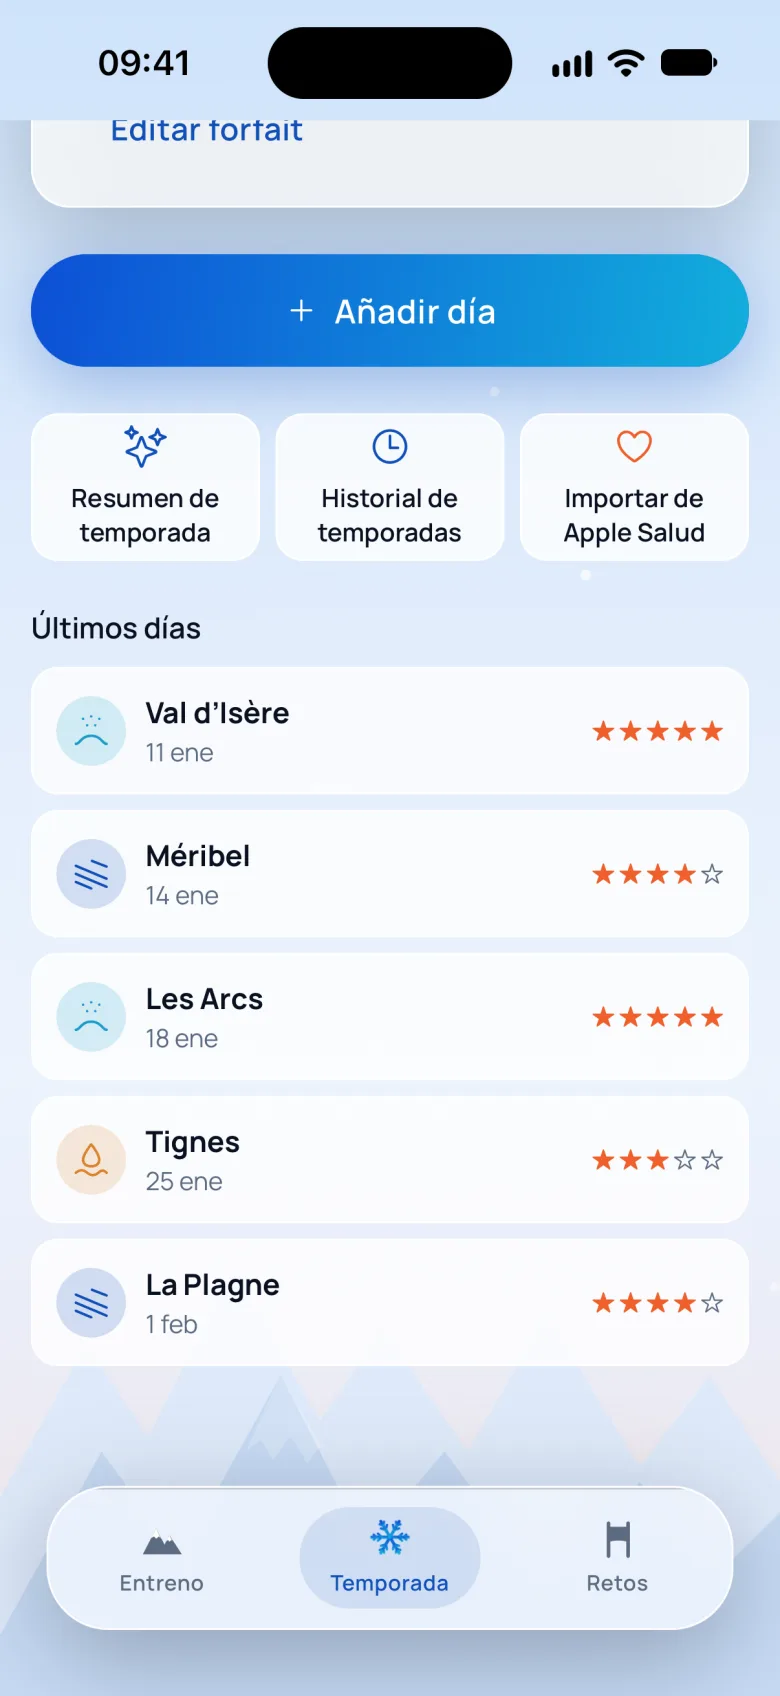 09:41
Editar forfait
+ Añadir día
Resumen de
temporada
Historial de
temporadas
Importar de
Apple Salud
Últimos días
Val d’Isère
11 ene
Méribel
14 ene
Les Arcs
18 ene
Tignes
25 ene
La Plagne
1 feb
Entreno
Temporada
Retos